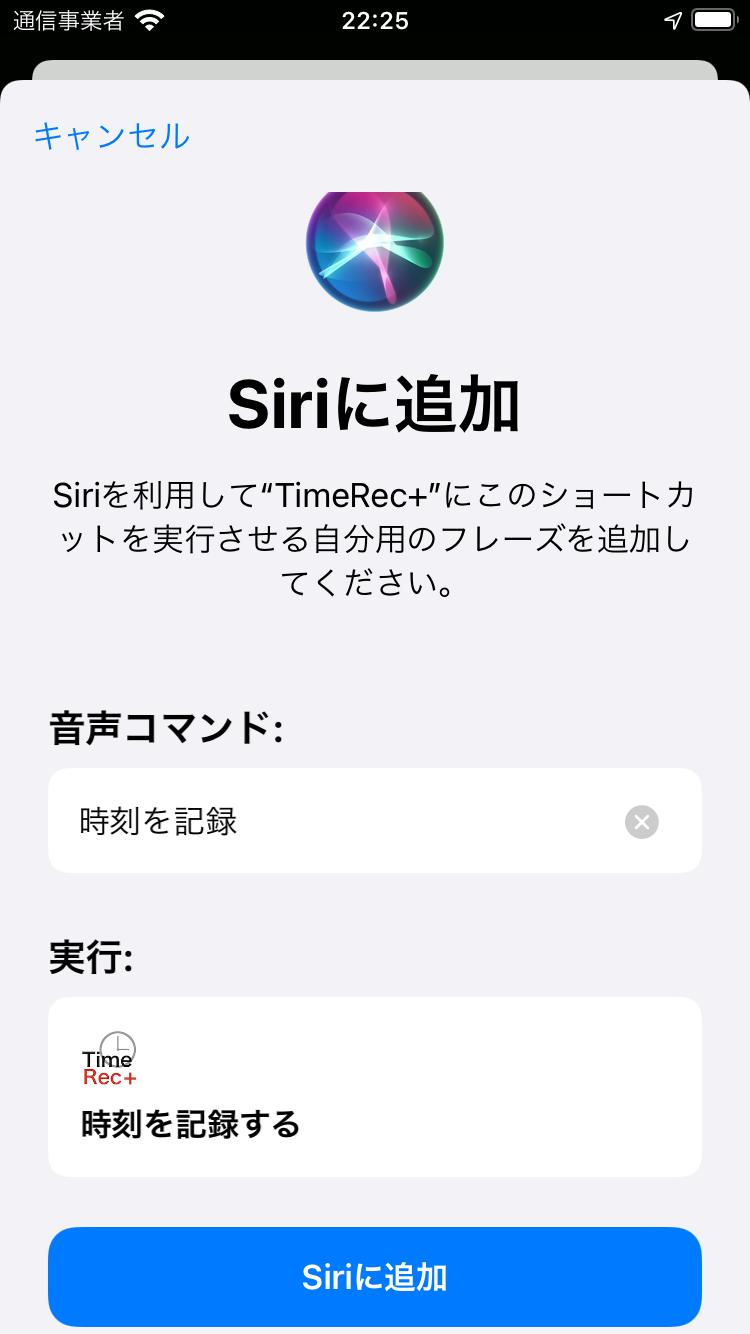 通信事業者 22:25
キャンセル
Siriに追加
Siriを利用して“TimeRec+”にこのショートカ
ットを実行させる自分用のフレーズを追加し
てください。
音声コマンド:
時刻を記録
実行:
Time
Rec+
時刻を記録する
Siriに追加